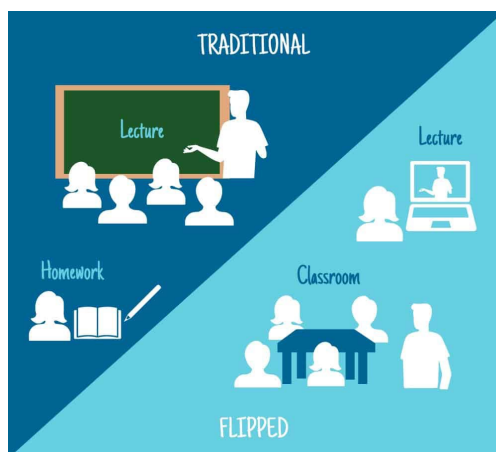 TRADITIONAL
Lecture
Homework
Lecture
Classroom
FLIPPED